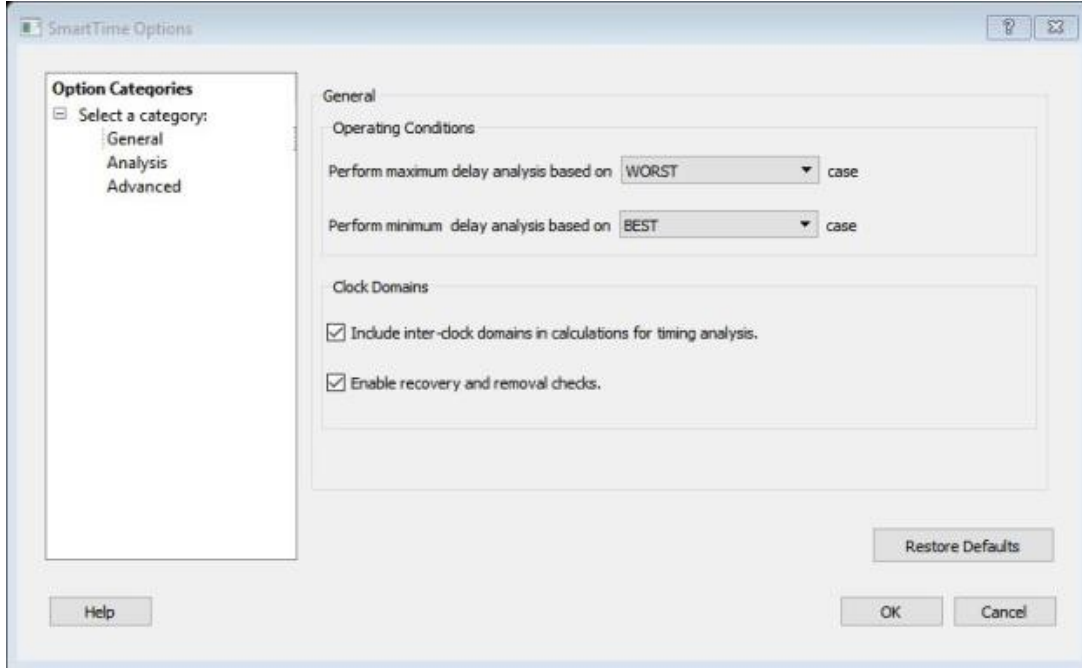 SmartTime Options
Option Categories
Select a category:
General
Analysis
Advanced
General
Operating Conditions
Perform maximum delay analysis based on WORST case
Perform minimum delay analysis based on BEST case
Clock Domains
Include inter-clock domains in calculations for timing analysis.
Enable recovery and removal checks.
Restore Defaults
Help OK Cancel